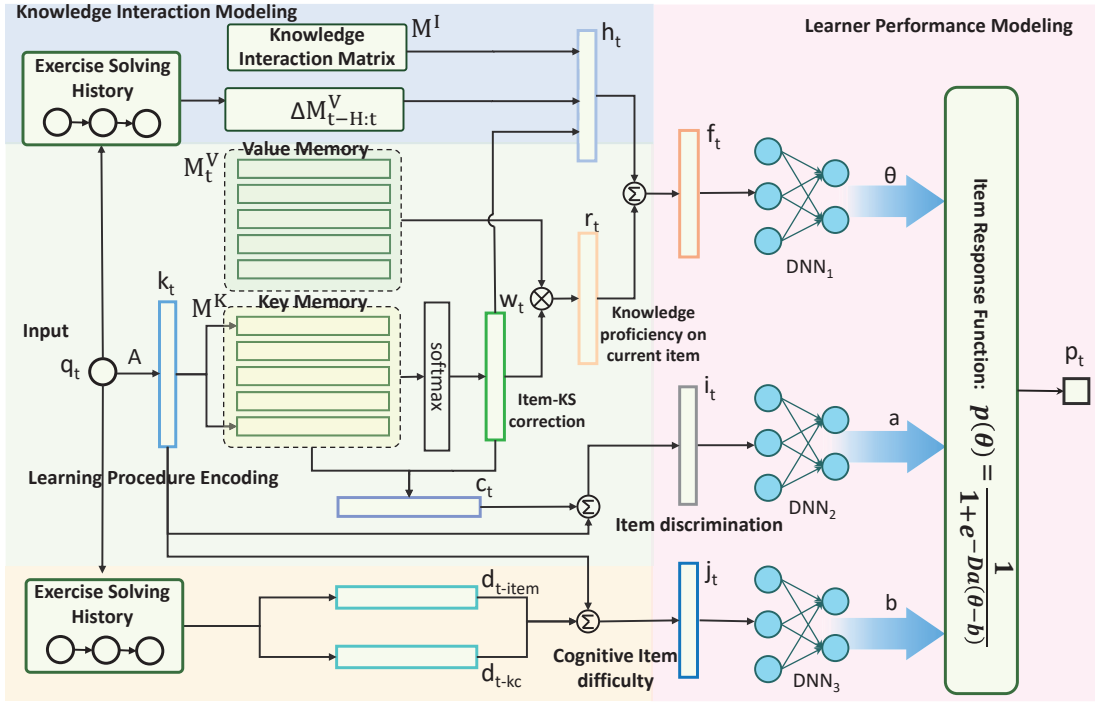 Knowledge Interaction Modeling
Learner Performance Modeling
Exercise Solving
History
Knowledge
Interaction Matrix
M^I
h_t
ΔM^V_{t−H:t}
Value Memory
M^V_t
f_t
DNN_1
θ
r_t
Knowledge
proficiency on
current item
k_t
M^K
Key Memory
w_t
softmax
Item-KS
correction
Input
q_t
A
Learning Procedure Encoding
c_t
i_t
Item discrimination
DNN_2
a
Item Response Function: p(θ) = 1 / 1+e^{−Da(θ−b)}
p_t
Exercise Solving
History
d_{t-item}
d_{t-kc}
Σ
Σ
Σ
Cognitive Item
difficulty
j_t
DNN_3
b